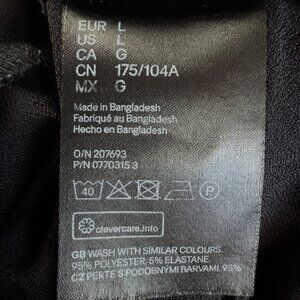 EUR L
US L
CA G
CN 175/104A
MX G
Made in Bangladesh
Fabriqué au Bangladesh
Hecho en Bangladesh
O/N 207693
P/N 0770315 3
40 P
clevercare.info
GB WASH WITH SIMILAR COLOURS.
95% POLYESTER, 5% ELASTANE.
CZ PERTE S PODOBNÝMI BARVAMI. 95%